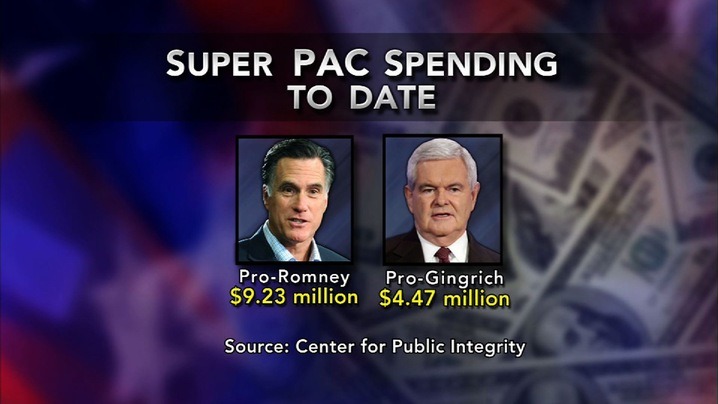 SUPER PAC SPENDING
TO DATE
Pro-Romney
$9.23 million
Pro-Gingrich
$4.47 million
Source: Center for Public Integrity